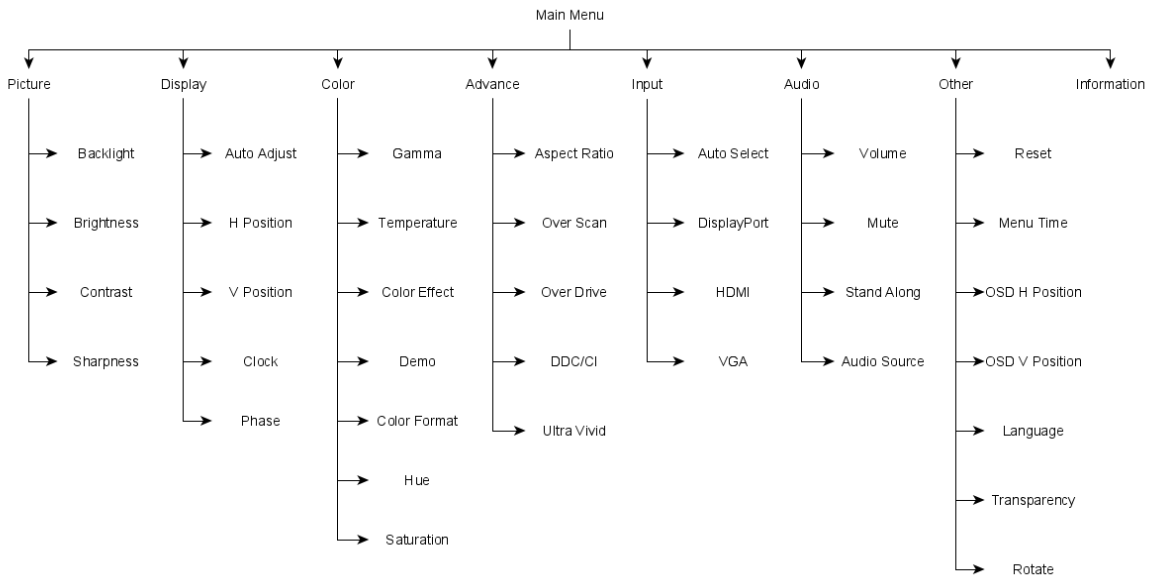 Main Menu
Picture
Display
Color
Advance
Input
Audio
Other
Information
Backlight
Brightness
Contrast
Sharpness
Auto Adjust
H Position
V Position
Clock
Phase
Gamma
Temperature
Color Effect
Demo
Color Format
Hue
Saturation
Aspect Ratio
Over Scan
Over Drive
DDC/CI
Ultra Vivid
Auto Select
DisplayPort
HDMI
VGA
Volume
Mute
Stand Along
Audio Source
Reset
Menu Time
OSD H Position
OSD V Position
Language
Transparency
Rotate